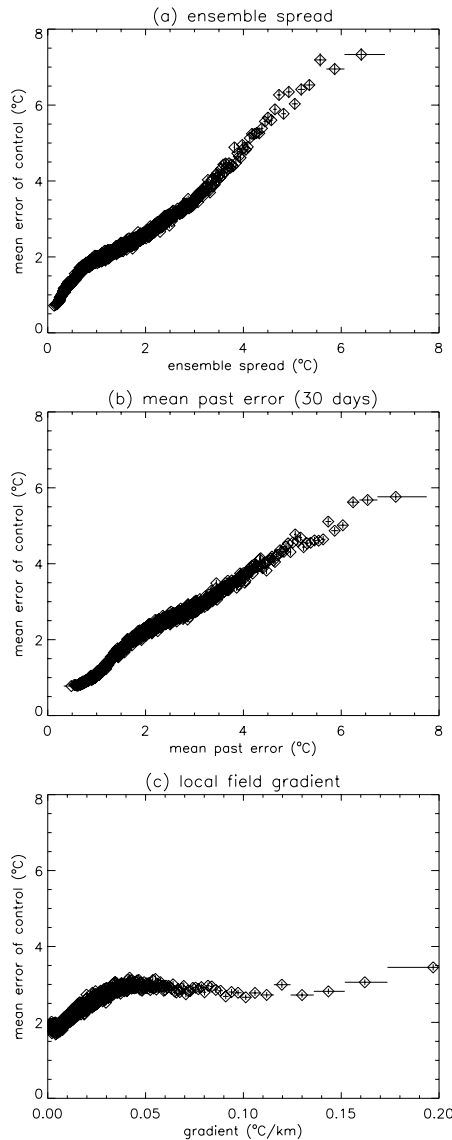 (a) ensemble spread
8
6
4
2
0
mean error of control (°C)
0 2 4 6 8
ensemble spread (°C)
(b) mean past error (30 days)
8
6
4
2
0
mean error of control (°C)
0 2 4 6 8
mean past error (°C)
(c) local field gradient
8
6
4
2
0
mean error of control (°C)
0.00 0.05 0.10 0.15 0.20
gradient (°C/km)